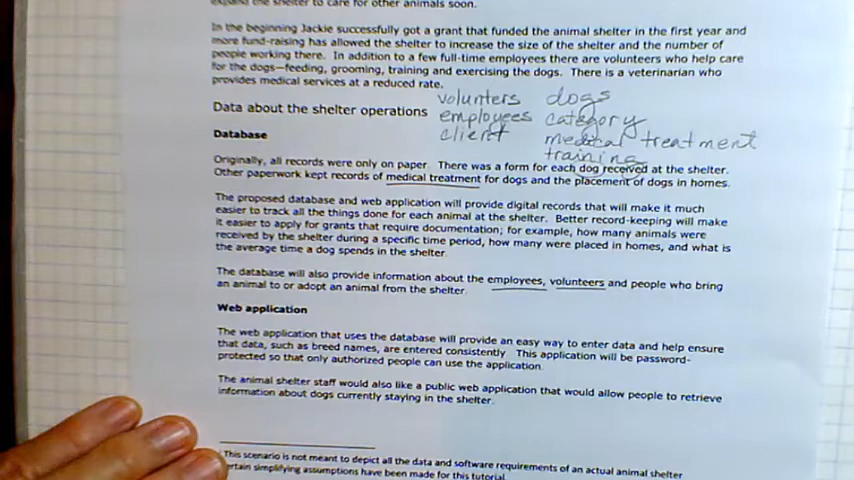 expand the shelter to care for other animals soon.
In the beginning Jackie successfully got a grant that funded the animal shelter in the first year and
more fund-raising has allowed the shelter to increase the size of the shelter and the number of
people working there. In addition to a few full-time employees there are volunteers who help care
for the dogs—feeding, grooming, training and exercising the dogs. There is a veterinarian who
provides medical services at a reduced rate.
volunters dogs
Data about the shelter operations employees category
Database client medical treatment
training
Originally, all records were only on paper. There was a form for each dog received at the shelter.
Other paperwork kept records of medical treatment for dogs and the placement of dogs in homes.
The proposed database and web application will provide digital records that will make it much
easier to track all the things done for each animal at the shelter. Better record-keeping will make
it easier to apply for grants that require documentation; for example, how many animals were
received by the shelter during a specific time period, how many were placed in homes, and what is
the average time a dog spends in the shelter.
The database will also provide information about the employees, volunteers and people who bring
an animal to or adopt an animal from the shelter.
Web application
The web application that uses the database will provide an easy way to enter data and help ensure
that data, such as breed names, are entered consistently. This application will be password-
protected so that only authorized people can use the application.
The animal shelter staff would also like a public web application that would allow people to retrieve
information about dogs currently staying in the shelter.
This scenario is not meant to depict all the data and software requirements of an actual animal shelter
certain simplifying assumptions have been made for this tutorial